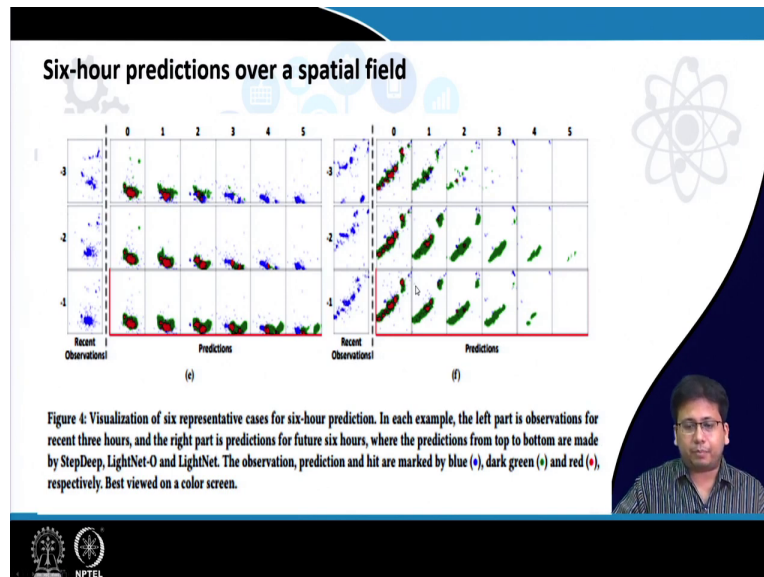 Six-hour predictions over a spatial field
0 1 2 3 4 5
0 1 2 3 4 5
-3
-3
-2
-2
-1
-1
Recent
Observations
Predictions
Recent
Observations
Predictions
(e)
(f)
Figure 4: Visualization of six representative cases for six-hour prediction. In each example, the left part is observations for
recent three hours, and the right part is predictions for future six hours, where the predictions from top to bottom are made
by StepDeep, LightNet-O and LightNet. The observation, prediction and hit are marked by blue (•), dark green (•) and red (•),
respectively. Best viewed on a color screen.
NPTEL